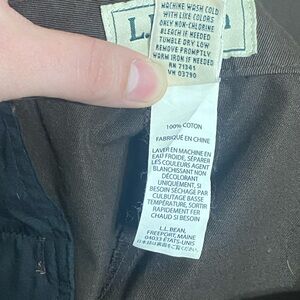 MACHINE WASH COLD
WITH LIKE COLORS
ONLY NON-CHLORINE
BLEACH IF NEEDED
TUMBLE DRY LOW
REMOVE PROMPTLY
WARM IRON IF NEEDED
RN 71341
VN 03790
L.L.
100% COTTON
FABRIQUÉ EN CHINE
LAVER EN MACHINE EN
EAU FROIDE, SÉPARER
LES COULEURS AGENT
BLANCHISSANT NON
DÉCOLORANT
UNIQUEMENT, SI
BESOIN SÉCHAGE PAR
CULBUTAGE BASSE
TEMPÉRATURE, SORTIR
RAPIDEMENT FER
CHAUD SI BESOIN
L.L.BEAN,
FREEPORT, MAINE
04033 ÉTATS-UNIS